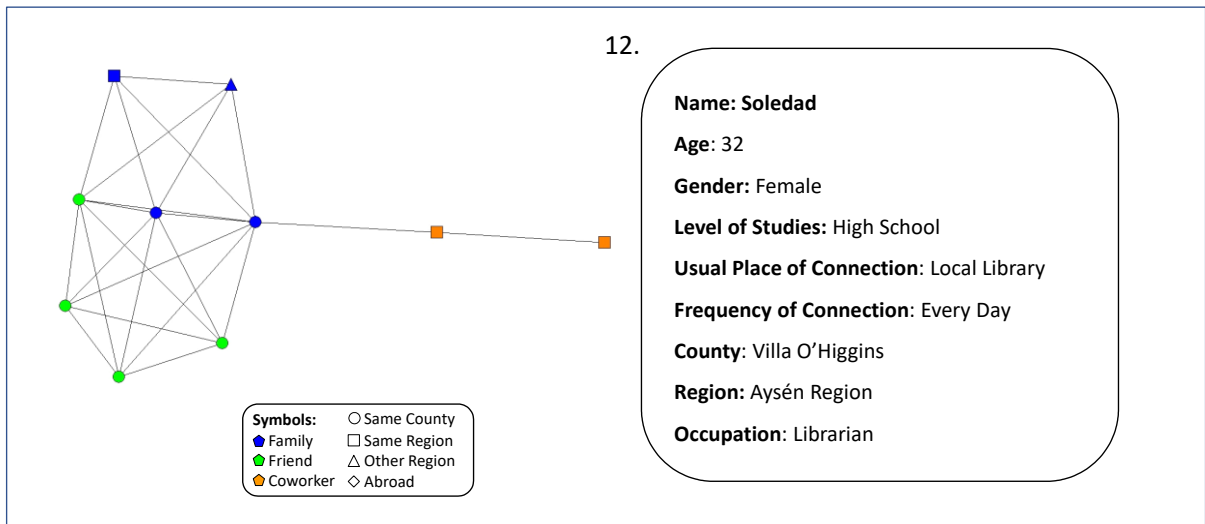 12.
Name: Soledad
Age: 32
Gender: Female
Level of Studies: High School
Usual Place of Connection: Local Library
Frequency of Connection: Every Day
County: Villa O’Higgins
Region: Aysén Region
Occupation: Librarian
Symbols:
Family
Friend
Coworker
Same County
Same Region
Other Region
Abroad